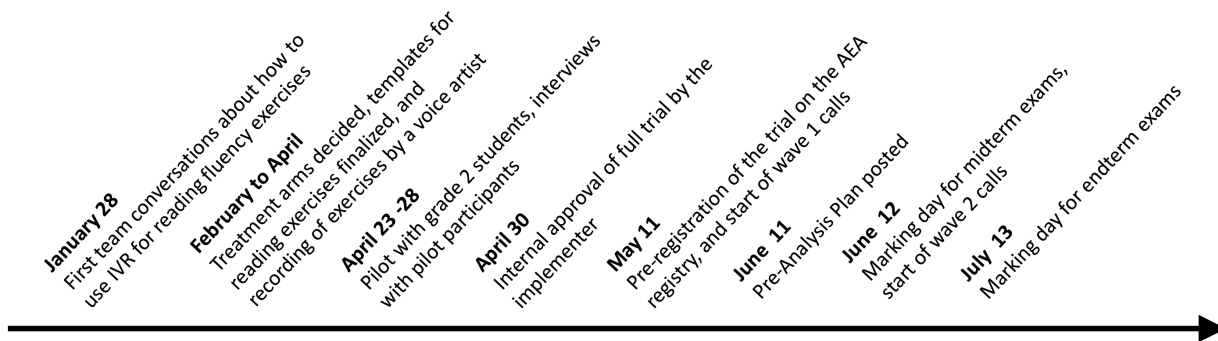 January 28
First team conversations about how to
use IVR for reading fluency exercises
February to April
Treatment arms decided, templates for
reading exercises finalized, and
recording of exercises by a voice artist
April 23 -28
Pilot with grade 2 students, interviews
with pilot participants
April 30
Internal approval of full trial by the
implementer
May 11
Pre-registration of the trial on the AEA
registry, and start of wave 1 calls
June 11
Pre-Analysis Plan posted
June 12
Marking day for midterm exams,
start of wave 2 calls
July 13
Marking day for endterm exams